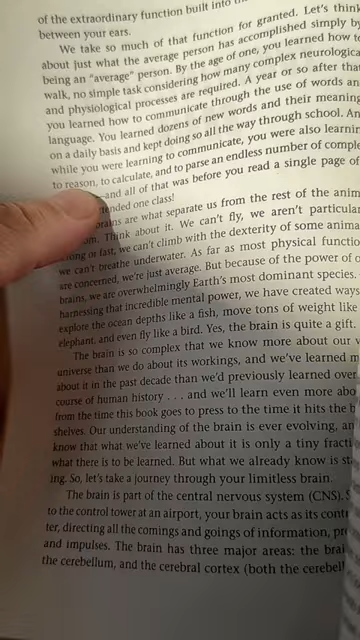 of the extraordinary function built into
between your ears.
We take so much of that function for granted. Let's think
about just what the average person has accomplished simply by
being an "average" person. By the age of one, you learned how to
walk, no simple task considering how many complex neurologica
and physiological processes are required. A year or so after that
you learned how to communicate through the use of words an
language. You learned dozens of new words and their meaning
on a daily basis and kept doing so all the way through school. An
while you were learning to communicate, you were also learnin
to reason, to calculate, and to parse an endless number of comple
and all of that was before you read a single page of
ended one class!
brains are what separate us from the rest of the anim
Think about it. We can't fly, we aren't particular
or fast, we can't climb with the dexterity of some anima
we can't breathe underwater. As far as most physical functio
are concerned, we're just average. But because of the power of o
brains, we are overwhelmingly Earth's most dominant species.
harnessing that incredible mental power, we have created ways
explore the ocean depths like a fish, move tons of weight like
elephant, and even fly like a bird. Yes, the brain is quite a gift.
The brain is so complex that we know more about our v
universe than we do about its workings, and we've learned m
about it in the past decade than we'd previously learned over
course of human history . . . and we'll learn even more abo
from the time this book goes to press to the time it hits the b
shelves. Our understanding of the brain is ever evolving, an
know that what we've learned about it is only a tiny fracti
what there is to be learned. But what we already know is st
ing. So, let's take a journey through your limitless brain.
The brain is part of the central nervous system (CNS). S
to the control tower at an airport, your brain acts as its cont
ter, directing all the comings and goings of information, pro
and impulses. The brain has three major areas: the brai
the cerebellum, and the cerebral cortex (both the cerebel